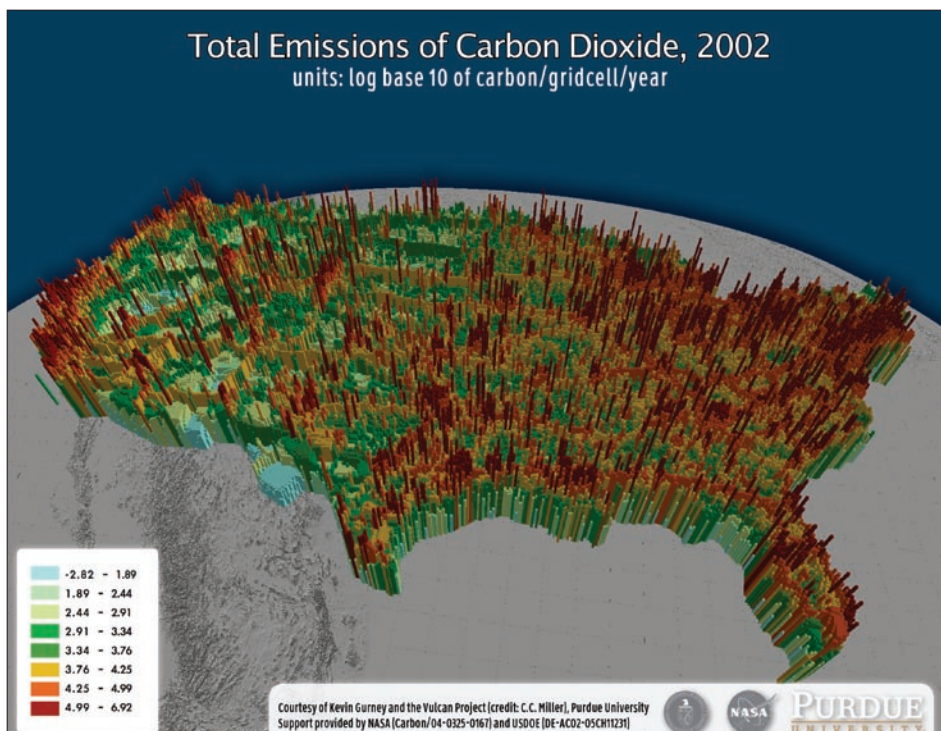 Total Emissions of Carbon Dioxide, 2002
units: log base 10 of carbon/gridcell/year
-2.82 - 1.89
1.89 - 2.44
2.44 - 2.91
2.91 - 3.34
3.34 - 3.76
3.76 - 4.25
4.25 - 4.99
4.99 - 6.92
Courtesy of Kevin Gurney and the Vulcan Project (credit: C.C. Miller), Purdue University
Support provided by NASA (Carbon/04-0325-0167) and USDOE (DE-AC02-05CH11231)
NASA
PURDUE
UNIVERSITY